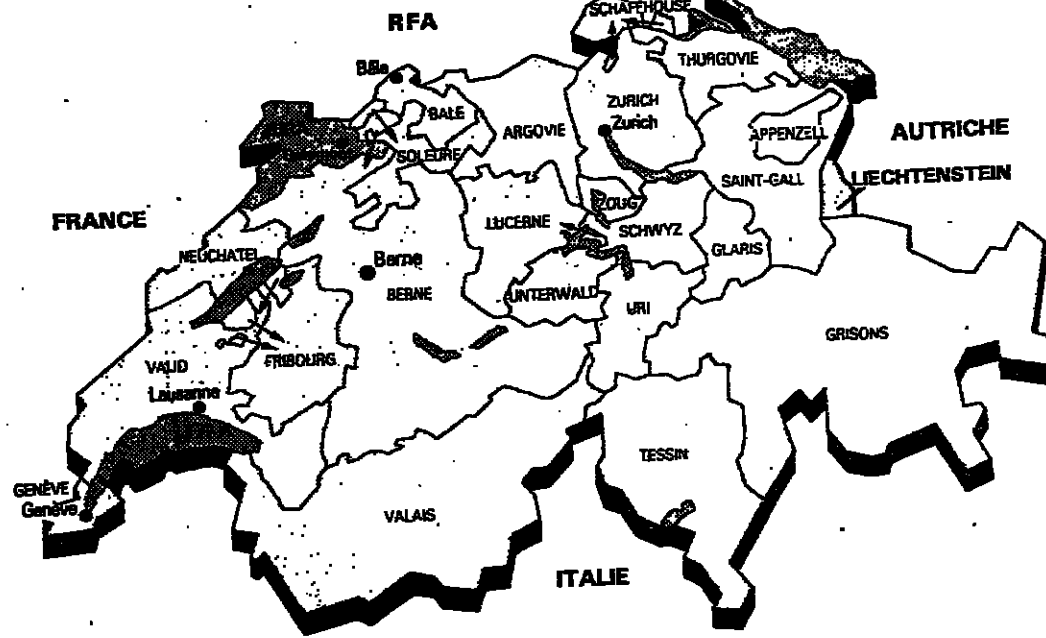 SCHAFFHOUSE
RFA
THURGOVIE
Bâle
ZURICH
Zurich
BALE
ARGOVIE
APPENZELL
AUTRICHE
SOLEURE
SAINT-GALL
LIECHTENSTEIN
ZOUG
FRANCE
LUCERNE
SCHWYZ
NEUCHATEL
GLARIS
Berne
BERNE
UNTERWALD
URI
GRISONS
FRIBOURG
VALID
Lausanne
TESSIN
GENÈVE
Genève
VALAIS
ITALIE